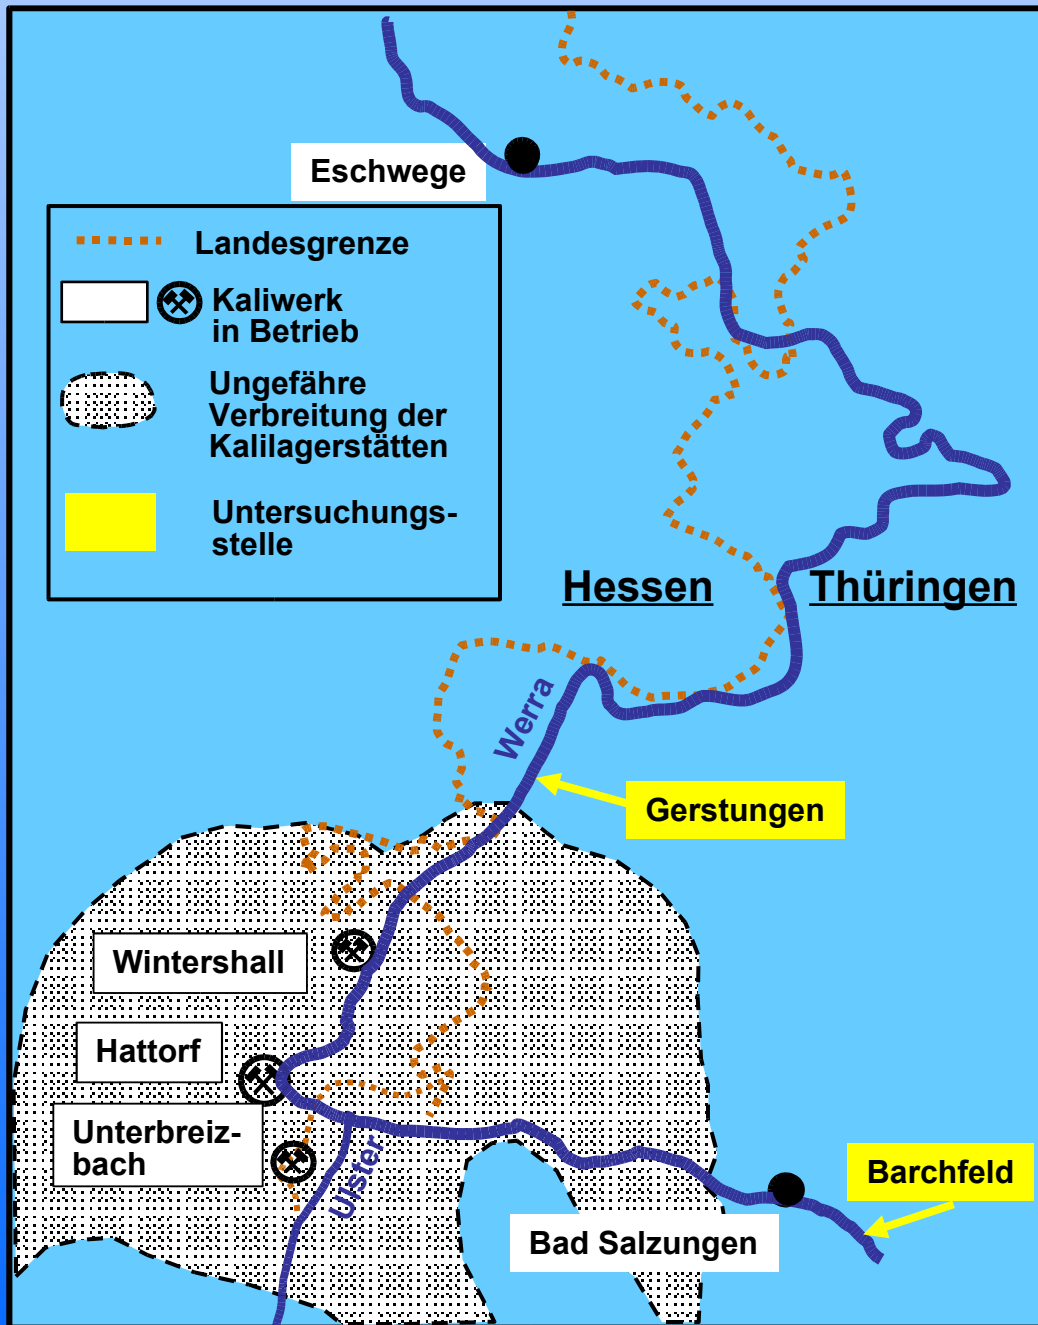 Eschwege
Landesgrenze
Kaliwerk
in Betrieb
Ungefähre
Verbreitung der
Kalilagerstätten
Untersuchungs-
stelle
Hessen
Thüringen
Werra
Gerstungen
Wintershall
Hattorf
Unterbreiz-
bach
Ulster
Barchfeld
Bad Salzungen